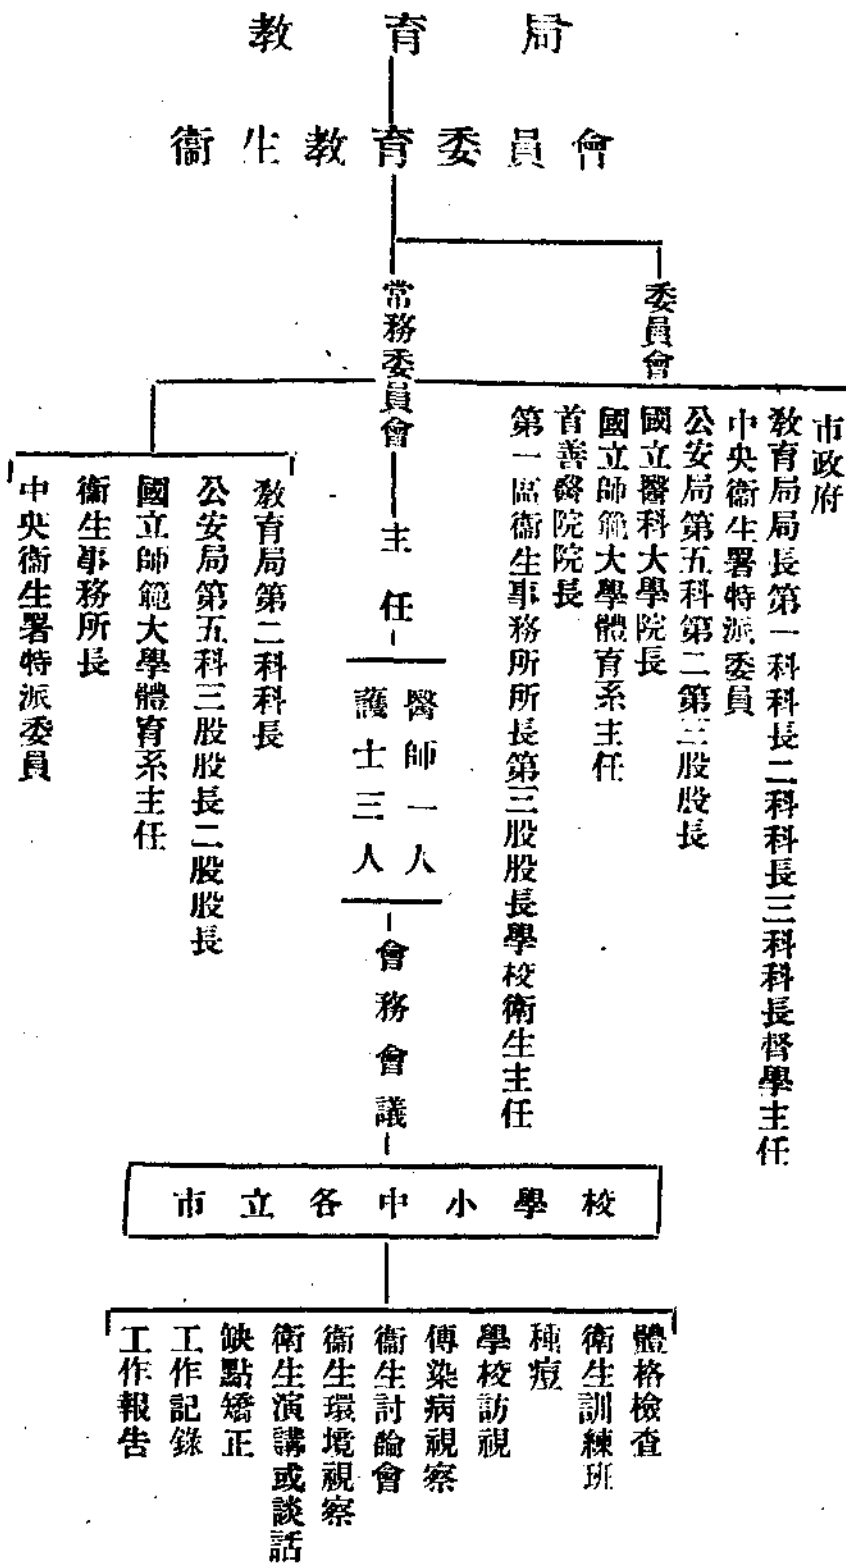 教育局
衞生教育委員會
委員會
市政府
教育局局長第一科科長二科科長三科科長督學主任
中央衞生署特派委員
公安局第五科第二第三股股長
國立醫科大學院長
國立師範大學體育系主任
首善醫院院長
第一區衞生事務所所長第三股股長學校衞生主任
常務委員會
教育局第二科科長
公安局第五科三股股長二股股長
國立師範大學體育系主任
衞生事務所長
中央衞生署特派委員
主任
醫師一人
護士三人
會務會議
市立各中小學校
體格檢查
衞生訓練班
種痘
學校訪視
傳染病視察
衞生討論會
衞生環境視察
衞生演講或談話
缺點矯正
工作記錄
工作報告